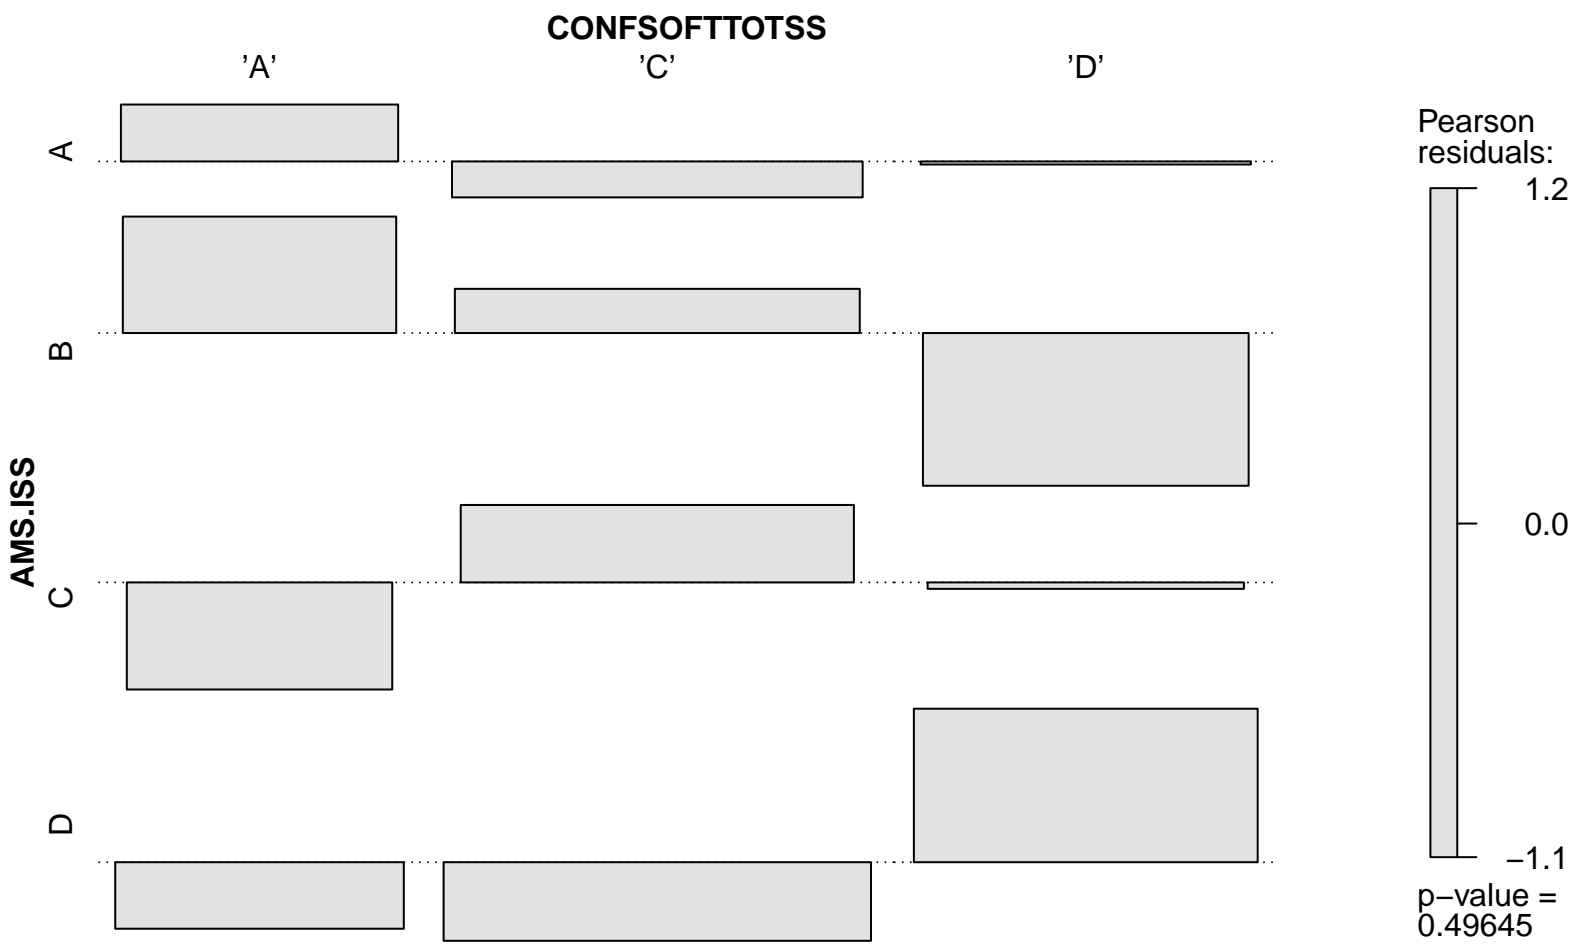 CONFSOFTTOTSS
’A’ ’C’ ’D’
AMS.ISS
A
B
C
D
Pearson
residuals:
1.2
0.0
−1.1
p−value =
0.49645